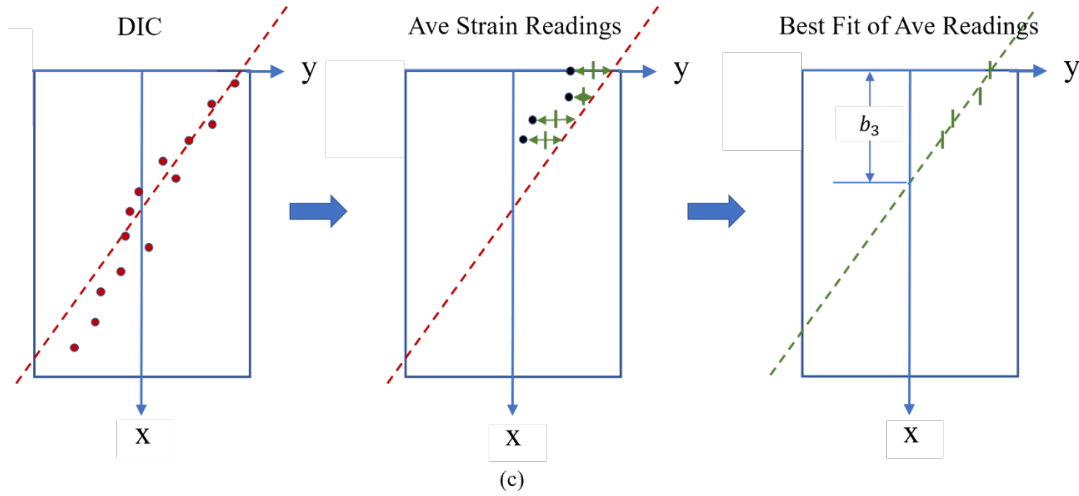 DIC
Ave Strain Readings
Best Fit of Ave Readings
y
y
y
b₃
x
x
x
(c)